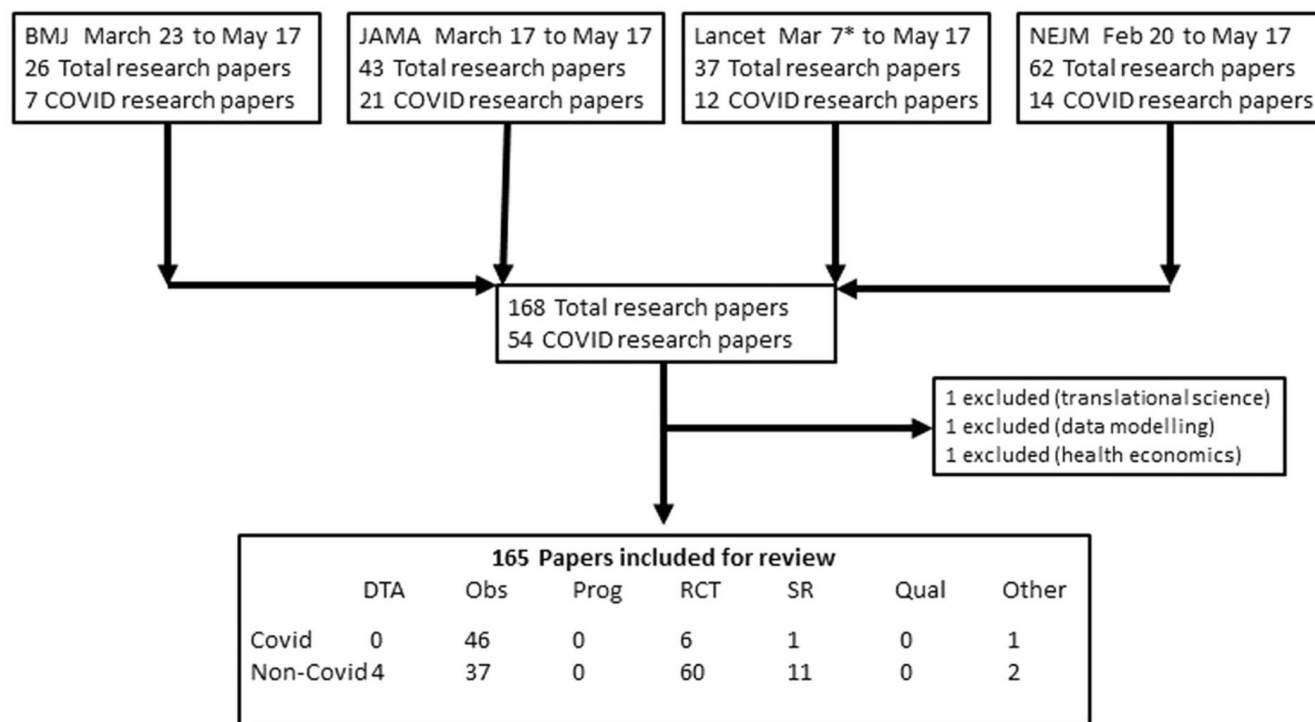 BMJ March 23 to May 17
26 Total research papers
7 COVID research papers
JAMA March 17 to May 17
43 Total research papers
21 COVID research papers
Lancet Mar 7* to May 17
37 Total research papers
12 COVID research papers
NEJM Feb 20 to May 17
62 Total research papers
14 COVID research papers
168 Total research papers
54 COVID research papers
1 excluded (translational science)
1 excluded (data modelling)
1 excluded (health economics)
165 Papers included for review
DTA Obs Prog RCT SR Qual Other
Covid 0 46 0 6 1 0 1
Non-Covid 4 37 0 60 11 0 2